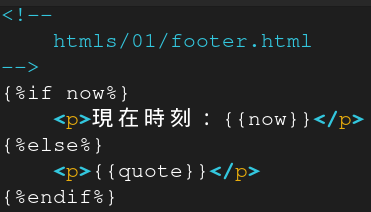 <!--
    htmls/01/footer.html
-->
{%if now%}
    <p>現在時刻：{{now}}</p>
{%else%}
    <p>{{quote}}</p>
{%endif%}